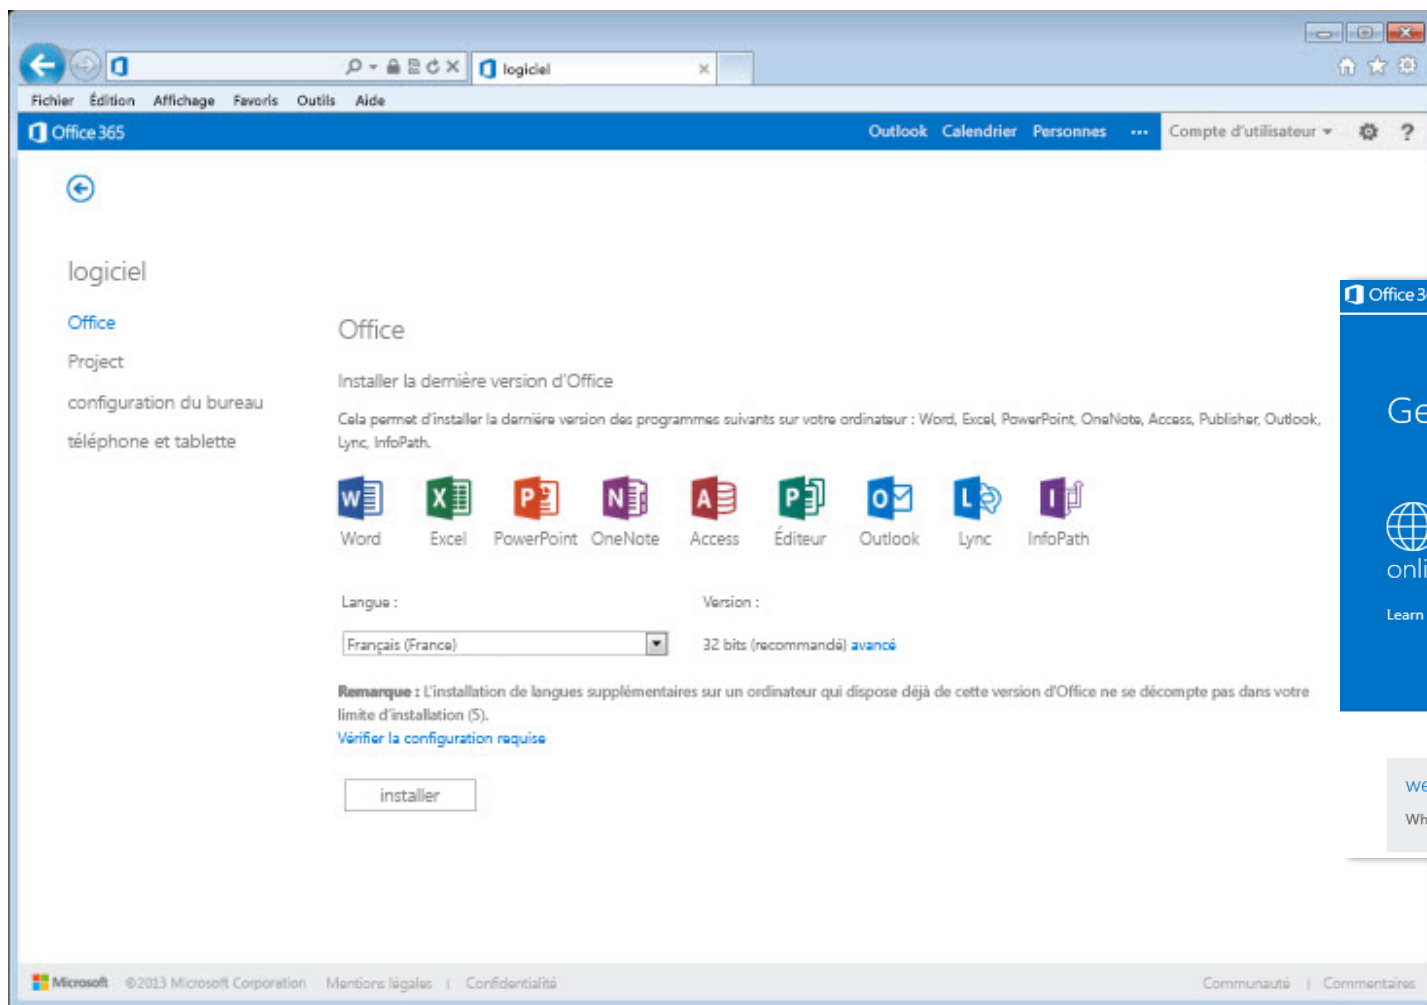 logiciel
Fichier Édition Affichage Favoris Outils Aide
Office 365 Outlook Calendrier Personnes ··· Compte d'utilisateur ?
logiciel
Office
Project
configuration du bureau
téléphone et tablette
Office
Installer la dernière version d'Office
Cela permet d'installer la dernière version des programmes suivants sur votre ordinateur : Word, Excel, PowerPoint, OneNote, Access, Publisher, Outlook,
Lync, InfoPath.
Word Excel PowerPoint OneNote Access Éditeur Outlook Lync InfoPath
Langue : Version :
Français (France) 32 bits (recommandé) avancé
Remarque : L'installation de langues supplémentaires sur un ordinateur qui dispose déjà de cette version d'Office ne se décompte pas dans votre
limite d'installation (5).
Vérifier la configuration requise
installer
Office 3
Ge
onli
Learn
we
Wh
Microsoft ©2013 Microsoft Corporation Mentions légales | Confidentialité Communauté | Commentaires